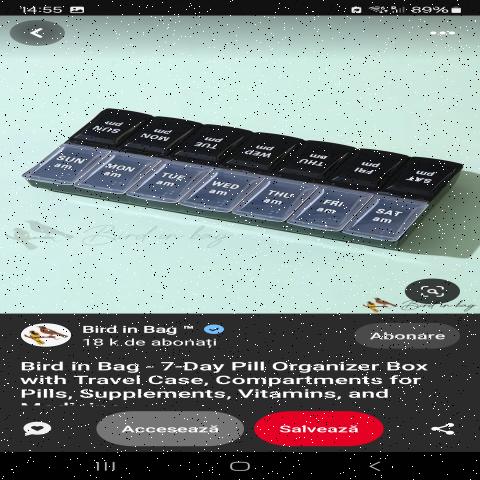 14:55
89%
SUN pm
MON pm
TUE pm
WED pm
THU pm
FRI pm
SAT pm
SUN am
MON am
TUE am
WED am
THU am
FRI am
SAT am
Bird in bag
Bird in bag
Bird in Bag ™
18 k de abonați
Abonare
Bird in Bag - 7-Day Pill Organizer Box
with Travel Case, Compartments for
Pills, Supplements, Vitamins, and
Accesează
Salvează